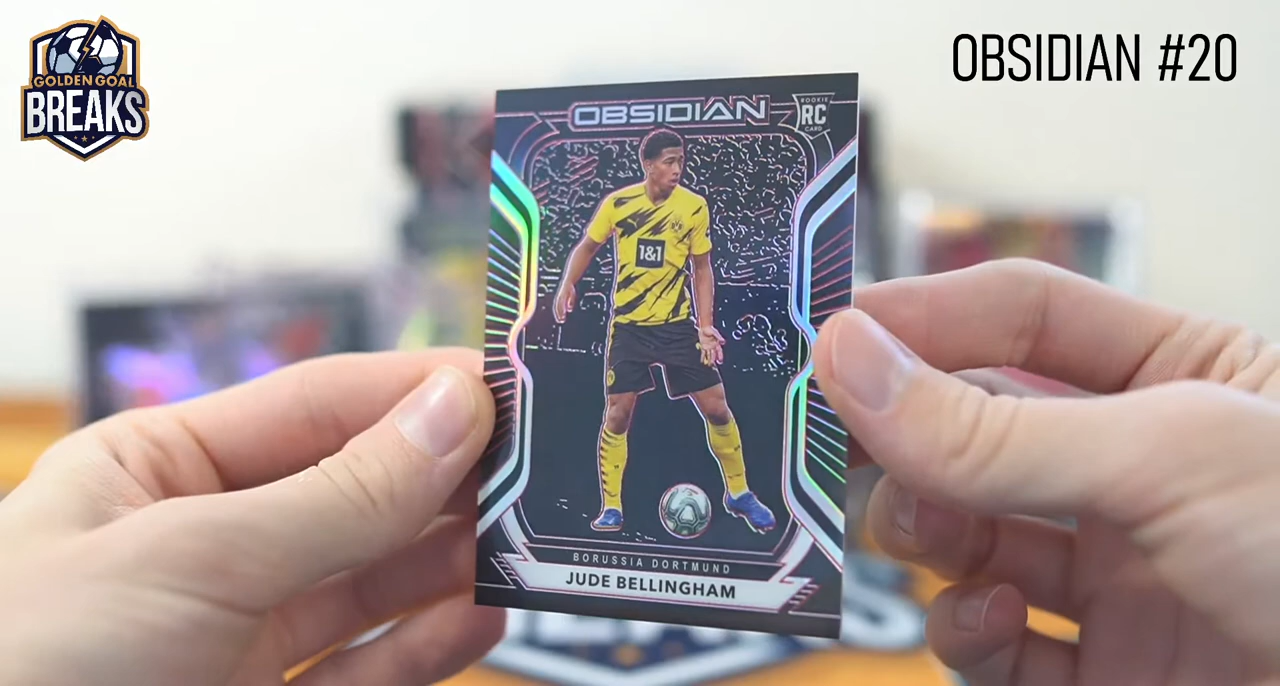 GOLDEN GOAL
BREAKS
OBSIDIAN #20
OBSIDIAN
ROOKIE
RC
CARD
1&1
BORUSSIA DORTMUND
JUDE BELLINGHAM